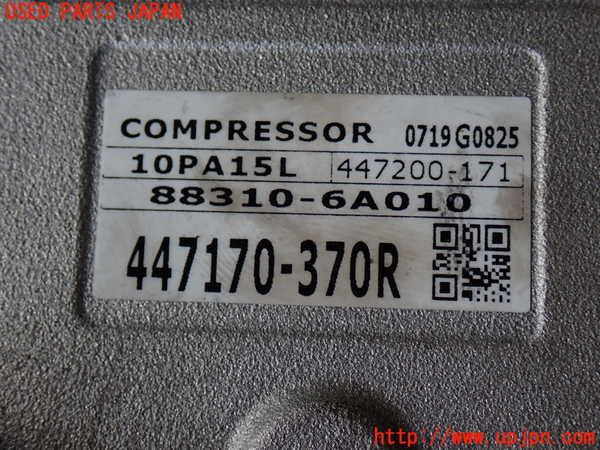 USED PARTS JAPAN
COMPRESSOR 0719G0825
10PA15L 447200-171
88310-6A010
447170-370R
http://www.upjpn.com/